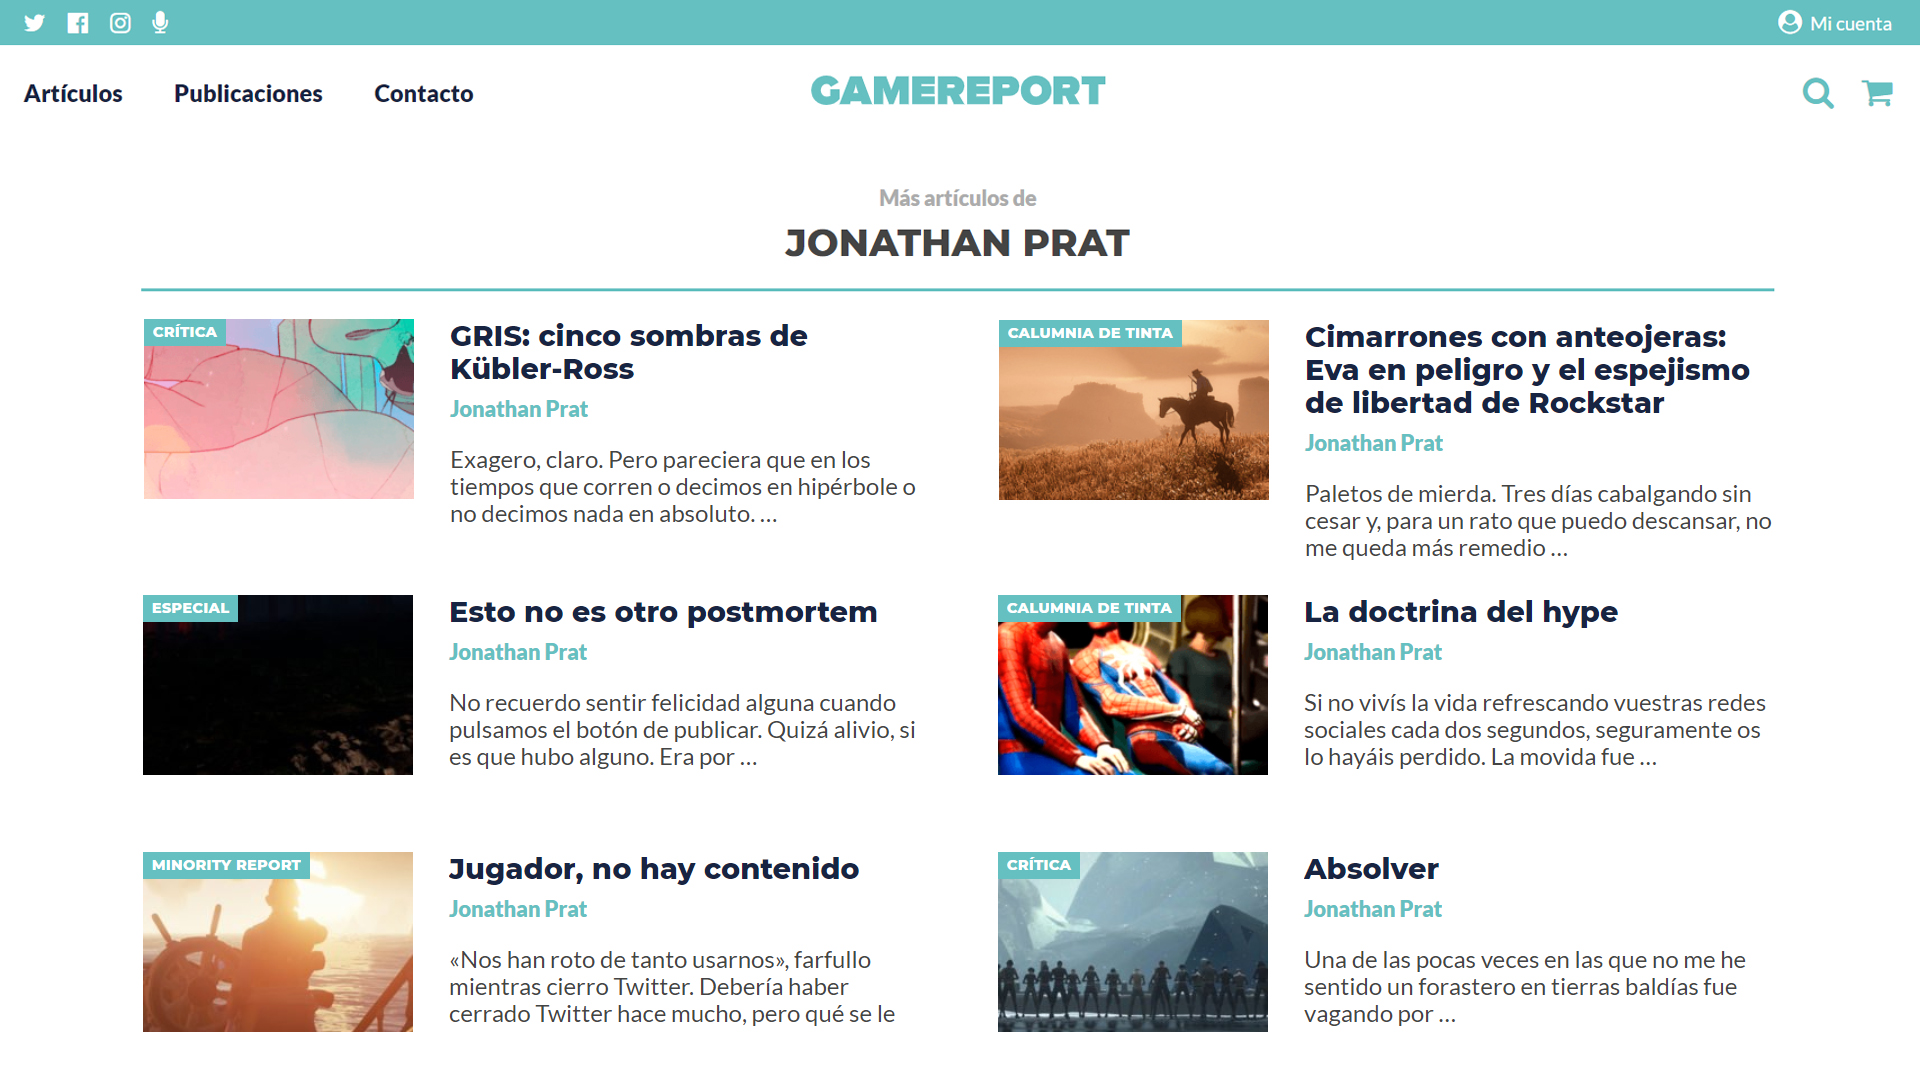 Mi cuenta
Artículos
Publicaciones
Contacto
GAMEREPORT
Más artículos de
JONATHAN PRAT
CRÍTICA
GRIS: cinco sombras de
Kübler-Ross
Jonathan Prat
Exagero, claro. Pero pareciera que en los
tiempos que corren o decimos en hipérbole o
no decimos nada en absoluto. …
CALUMNIA DE TINTA
Cimarrones con anteojeras:
Eva en peligro y el espejismo
de libertad de Rockstar
Jonathan Prat
Paletos de mierda. Tres días cabalgando sin
cesar y, para un rato que puedo descansar, no
me queda más remedio …
ESPECIAL
Esto no es otro postmortem
Jonathan Prat
No recuerdo sentir felicidad alguna cuando
pulsamos el botón de publicar. Quizá alivio, si
es que hubo alguno. Era por …
CALUMNIA DE TINTA
La doctrina del hype
Jonathan Prat
Si no vivís la vida refrescando vuestras redes
sociales cada dos segundos, seguramente os
lo hayáis perdido. La movida fue …
MINORITY REPORT
Jugador, no hay contenido
Jonathan Prat
«Nos han roto de tanto usarnos», farfullo
mientras cierro Twitter. Debería haber
cerrado Twitter hace mucho, pero qué se le
CRÍTICA
Absolver
Jonathan Prat
Una de las pocas veces en las que no me he
sentido un forastero en tierras baldías fue
vagando por …